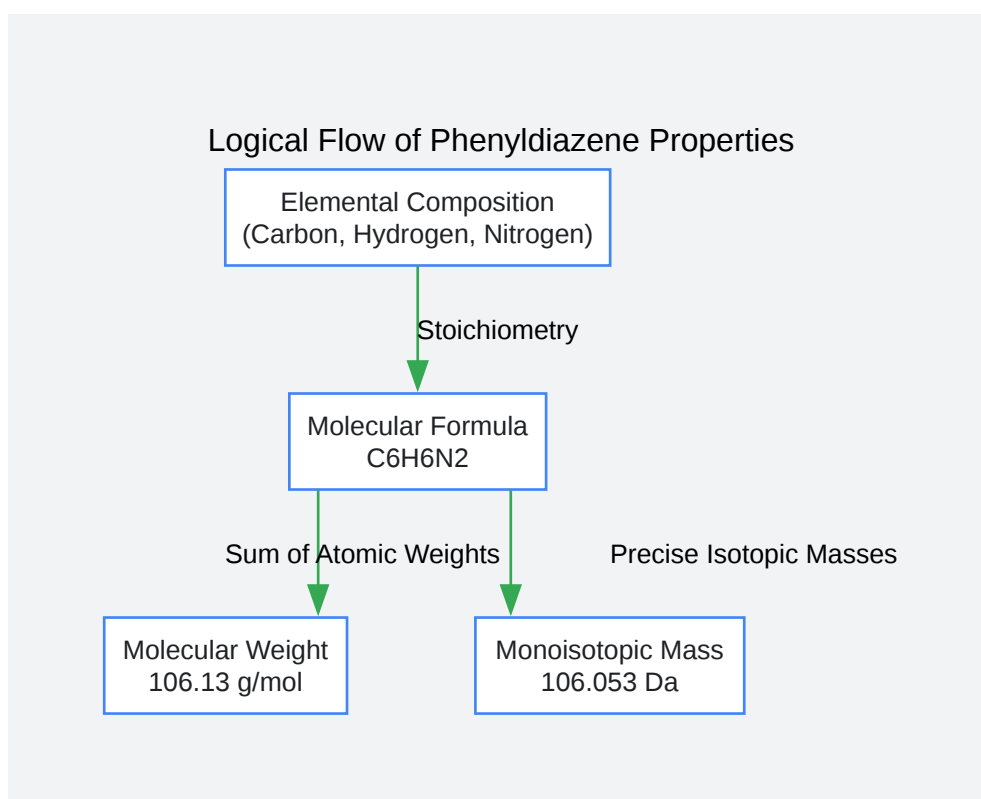 Logical Flow of Phenyldiazene Properties
Elemental Composition
(Carbon, Hydrogen, Nitrogen)
Stoichiometry
Molecular Formula
C6H6N2
Sum of Atomic Weights
Precise Isotopic Masses
Molecular Weight
106.13 g/mol
Monoisotopic Mass
106.053 Da